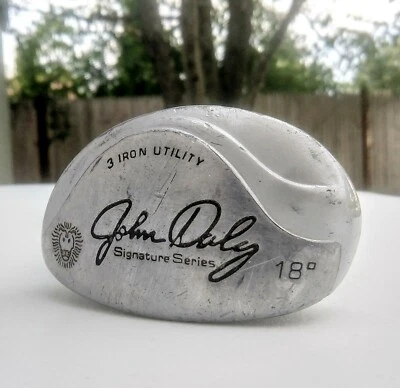 3 IRON UTILITY
John Daly
Signature Series
18°